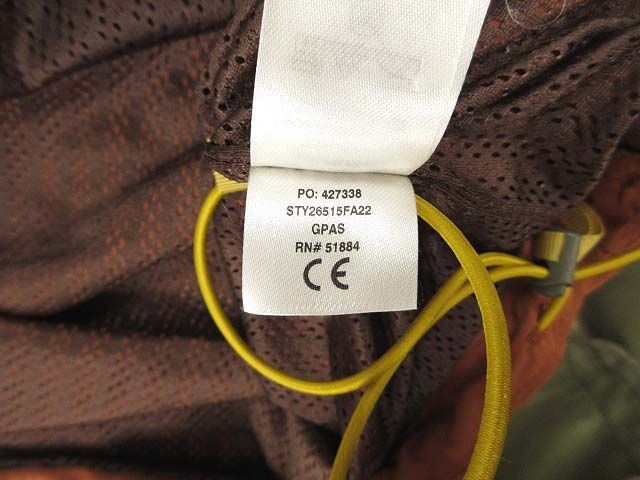 PO: 427338
STY26515FA22
GPAS
RN# 51884
CE